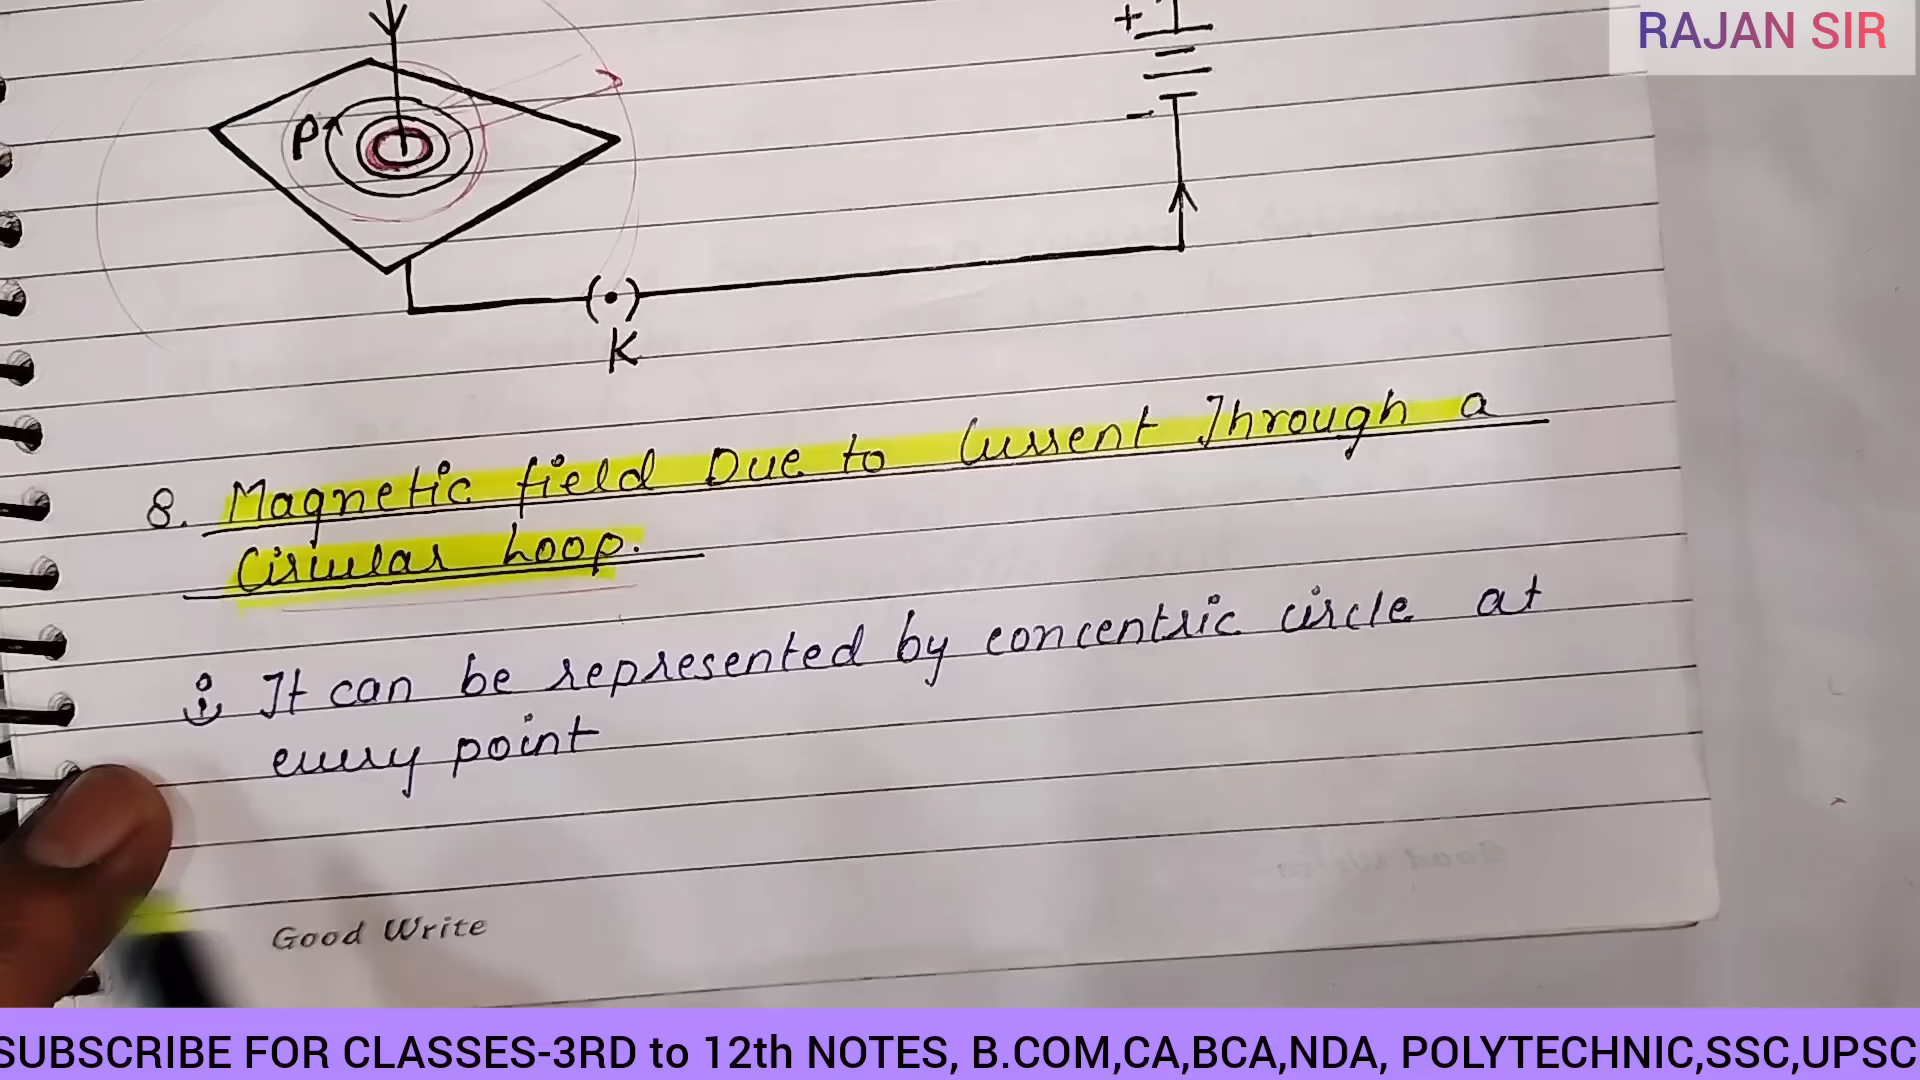 RAJAN SIR
+
P
-
K
8. Magnetic field Due to Current Through a
Circular Loop.
i It can be represented by concentric circle at
every point
Good Write
SUBSCRIBE FOR CLASSES-3RD to 12th NOTES, B.COM,CA,BCA,NDA, POLYTECHNIC,SSC,UPSC